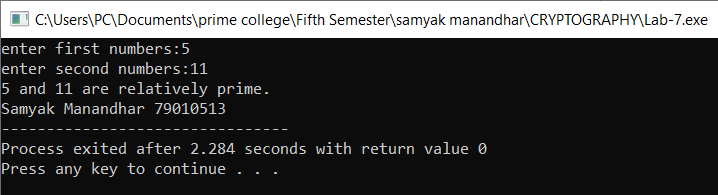 C:\Users\PC\Documents\prime college\Fifth Semester\samyak manandhar\CRYPTOGRAPHY\Lab-7.exe
enter first numbers:5
enter second numbers:11
5 and 11 are relatively prime.
Samyak Manandhar 79010513
--------------------------------
Process exited after 2.284 seconds with return value 0
Press any key to continue . . .